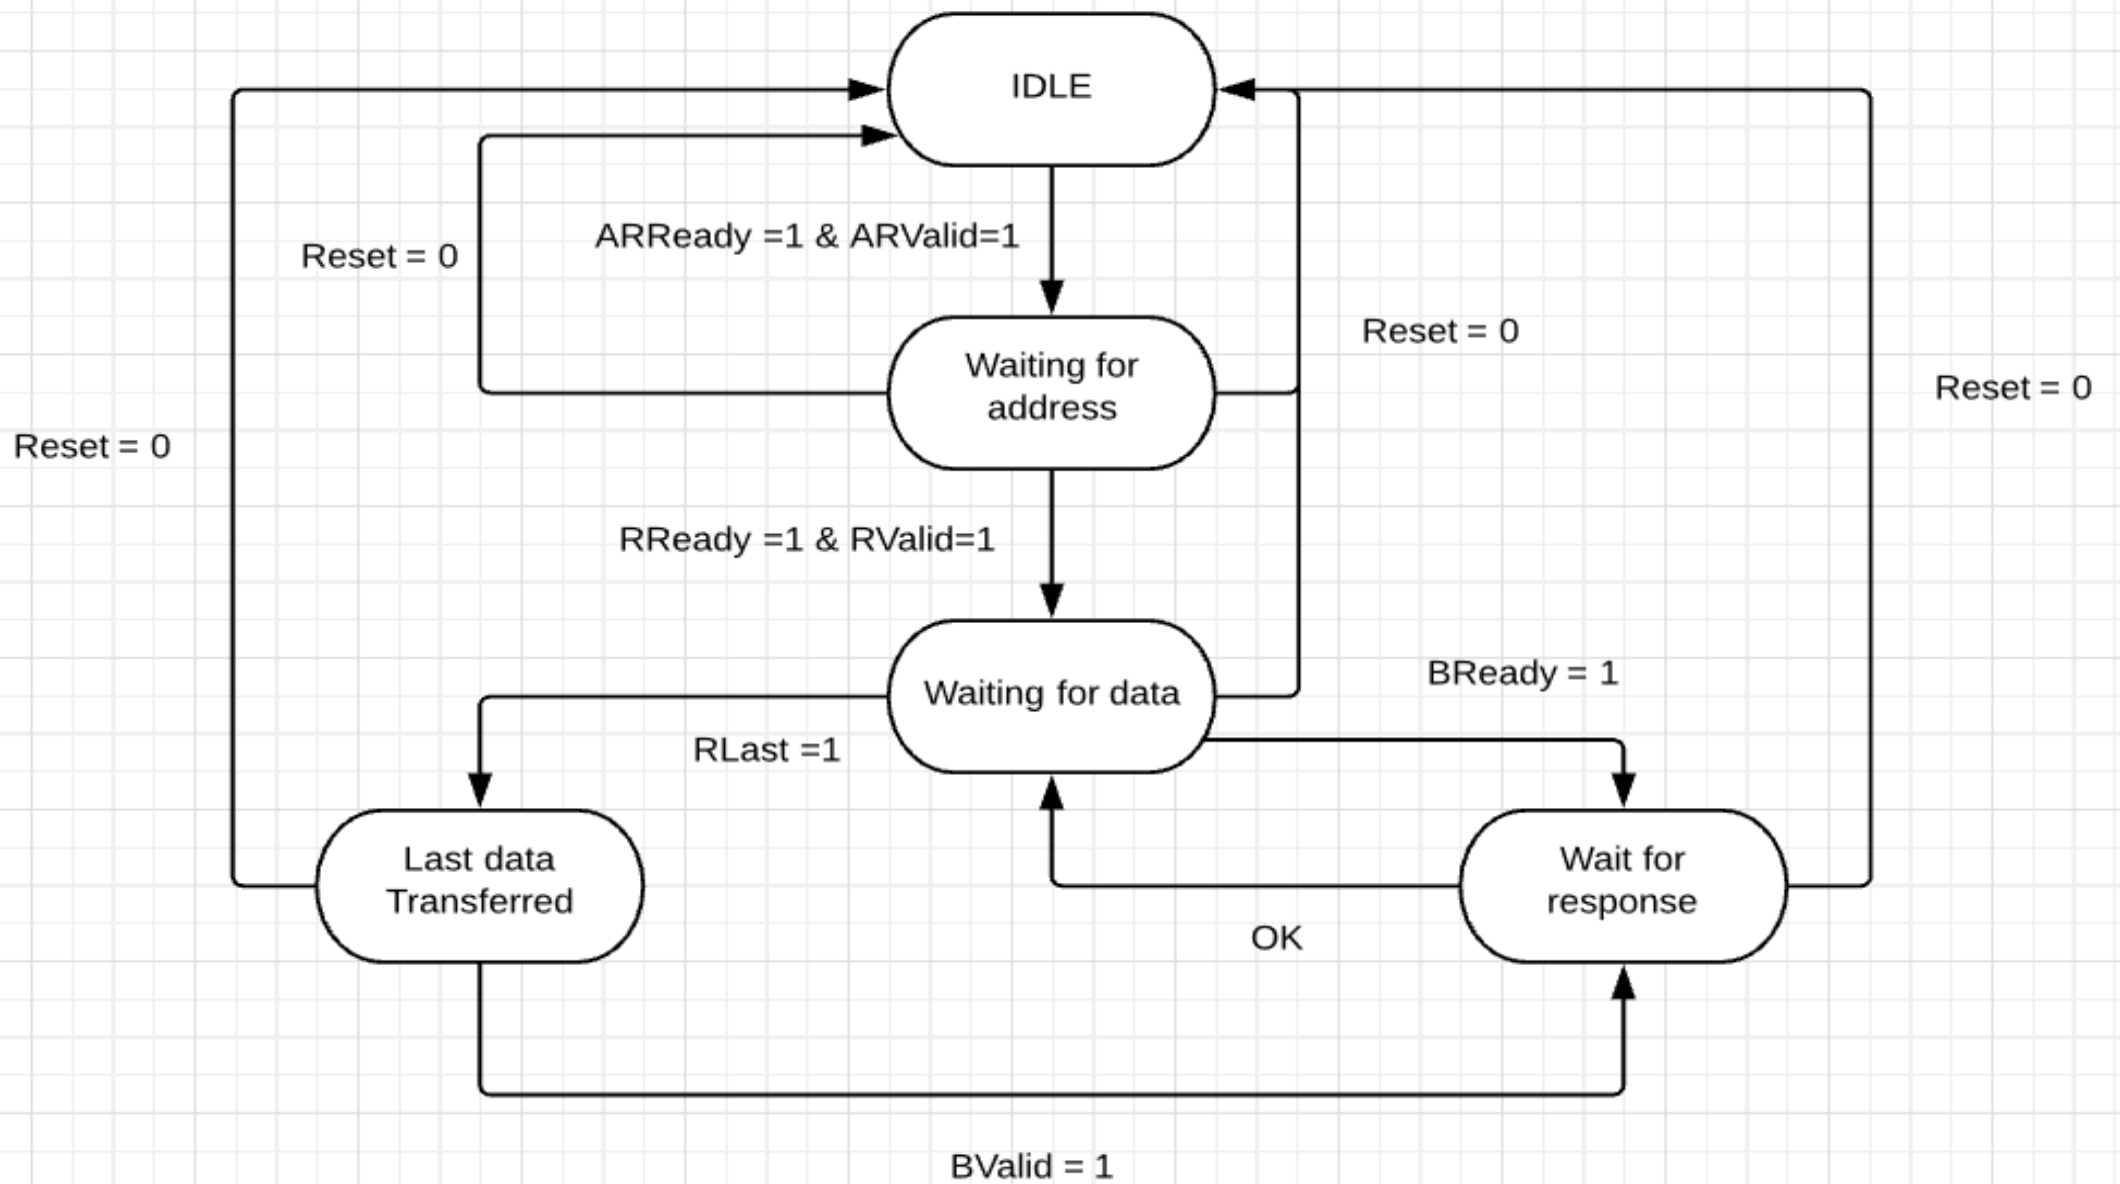 IDLE
ARReady =1 & ARValid=1
Reset = 0
Reset = 0
Waiting for
address
Reset = 0
Reset = 0
RReady =1 & RValid=1
BReady = 1
Waiting for data
RLast =1
Last data
Transferred
Wait for
response
OK
BValid = 1